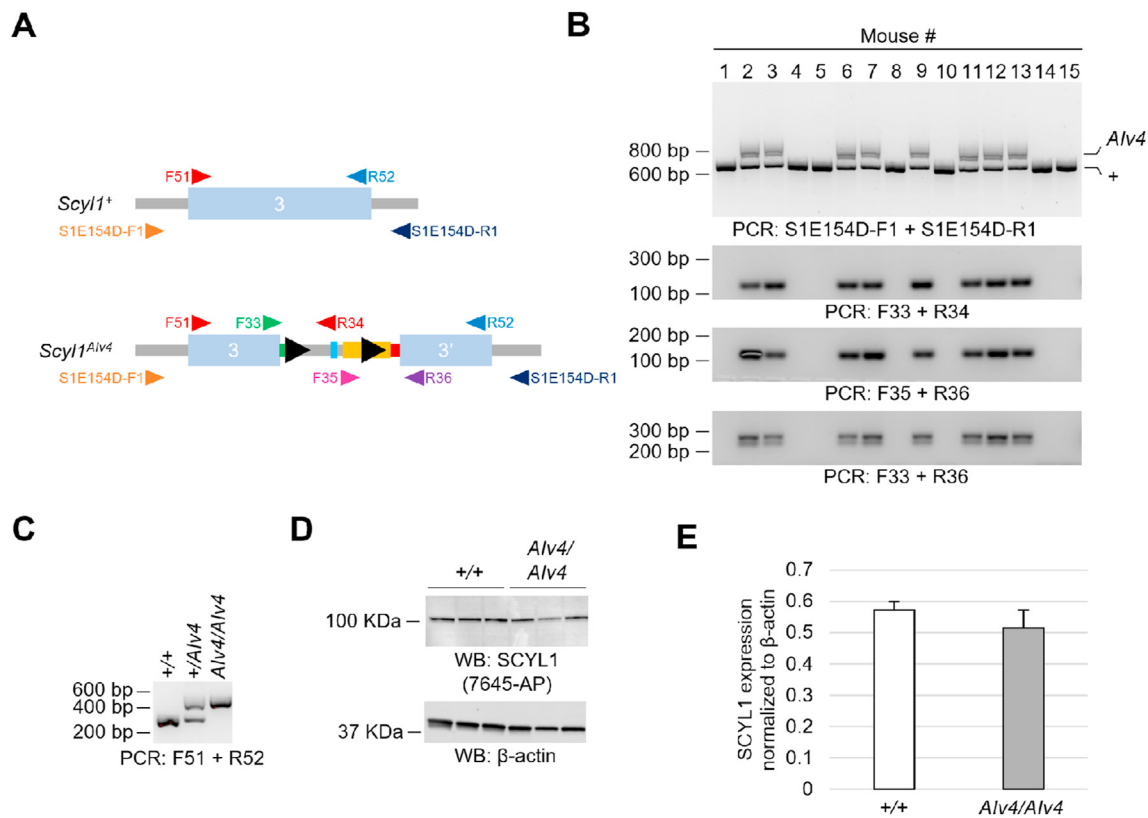 A
F51
R52
Scyl1+
3
S1E154D-F1
S1E154D-R1
F51
F33
R34
R52
Scyl1Alv4
3
3'
S1E154D-F1
F35
R36
S1E154D-R1
B
Mouse #
1 2 3 4 5 6 7 8 9 10 11 12 13 14 15
800 bp
Alv4
600 bp
+
PCR: S1E154D-F1 + S1E154D-R1
300 bp
100 bp
PCR: F33 + R34
200 bp
100 bp
PCR: F35 + R36
300 bp
200 bp
PCR: F33 + R36
C
+/+ +/Alv4 Alv4/Alv4
600 bp
400 bp
200 bp
PCR: F51 + R52
D
Alv4/
+/+ Alv4
100 KDa
WB: SCYL1
(7645-AP)
37 KDa
WB: β-actin
E
SCYL1 expression
normalized to β-actin
0.7
0.6
0.5
0.4
0.3
0.2
0.1
0
+/+ Alv4/Alv4